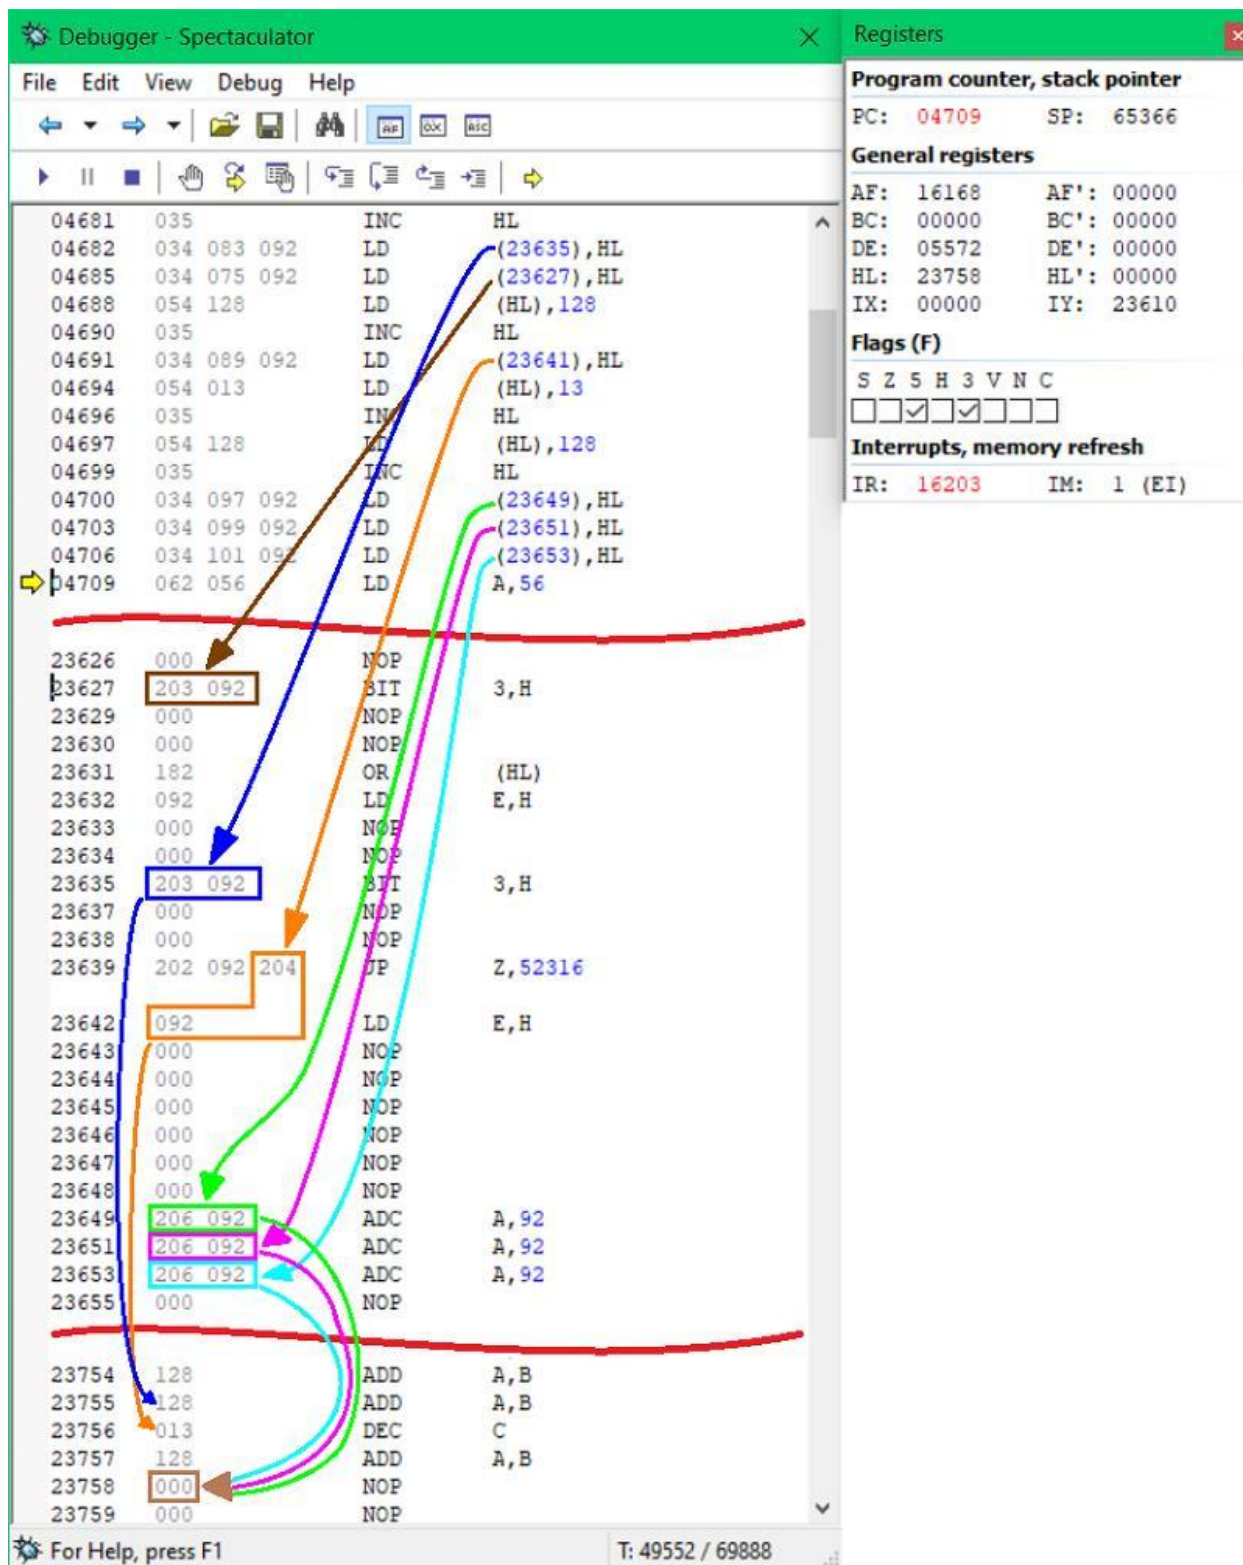 Debugger - Spectaculator
File Edit View Debug Help
04681 035 INC HL
04682 034 083 092 LD (23635),HL
04685 034 075 092 LD (23627),HL
04688 054 128 LD (HL),128
04690 035 INC HL
04691 034 089 092 LD (23641),HL
04694 054 013 LD (HL),13
04696 035 INC HL
04697 054 128 LD (HL),128
04699 035 INC HL
04700 034 097 092 LD (23649),HL
04703 034 099 092 LD (23651),HL
04706 034 101 092 LD (23653),HL
04709 062 056 LD A,56
23626 000 NOP
23627 203 092 BIT 3,H
23629 000 NOP
23630 000 NOP
23631 182 OR (HL)
23632 092 LD E,H
23633 000 NOP
23634 000 NOP
23635 203 092 BIT 3,H
23637 000 NOP
23638 000 NOP
23639 202 092 204 JP Z,52316
23642 092 LD E,H
23643 000 NOP
23644 000 NOP
23645 000 NOP
23646 000 NOP
23647 000 NOP
23648 000 NOP
23649 206 092 ADC A,92
23651 206 092 ADC A,92
23653 206 092 ADC A,92
23655 000 NOP
23754 128 ADD A,B
23755 128 ADD A,B
23756 013 DEC C
23757 128 ADD A,B
23758 000 NOP
23759 000 NOP
For Help, press F1 T: 49552 / 69888
Registers
Program counter, stack pointer
PC: 04709 SP: 65366
General registers
AF: 16168 AF': 00000
BC: 00000 BC': 00000
DE: 05572 DE': 00000
HL: 23758 HL': 00000
IX: 00000 IY: 23610
Flags (F)
S Z 5 H 3 V N C
Interrupts, memory refresh
IR: 16203 IM: 1 (EI)